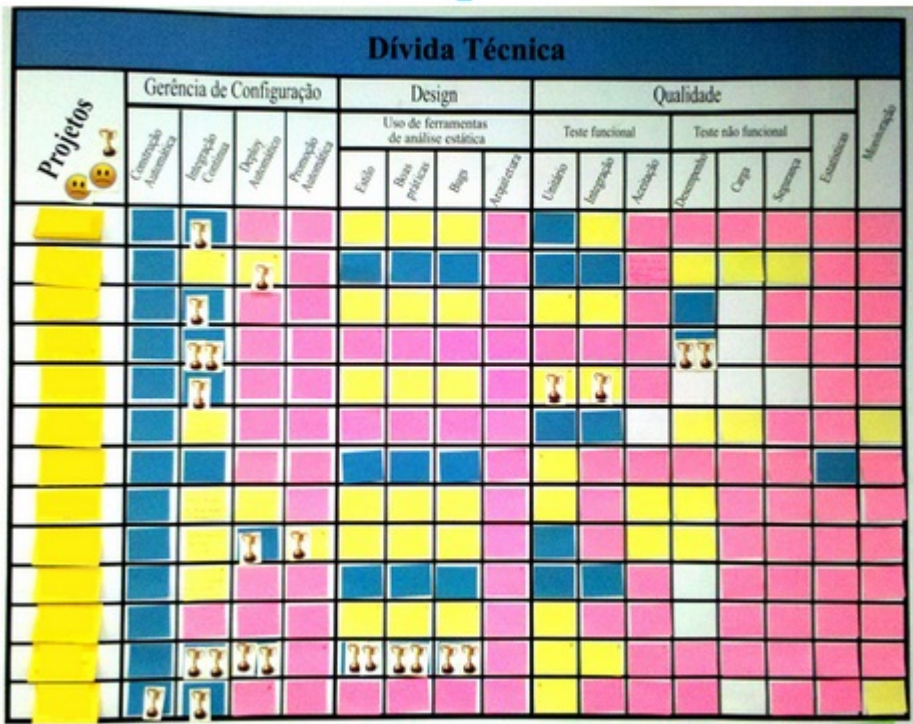 Dívida Técnica
Projetos
Gerência de Configuração
Design
Qualidade
Uso de ferramentas
de análise estática
Teste funcional
Teste não funcional
Construção
Automática
Integração
Contínua
Deploy
Automático
Promoção
Automática
Estilo
Boas
práticas
Bugs
Arquitetura
Unitário
Integração
Aceitação
Desempenho
Carga
Segurança
Estatísticas
Monitoração